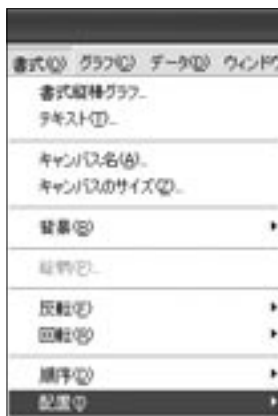 書式(O) グラフ(G) データ(D) ウィンドウ
書式縦棒グラフ...
テキスト(T)...
キャンバス名(A)...
キャンバスのサイズ(Z)...
背景(B)
反転(F)
回転(R)
順序(O)
配置(I)